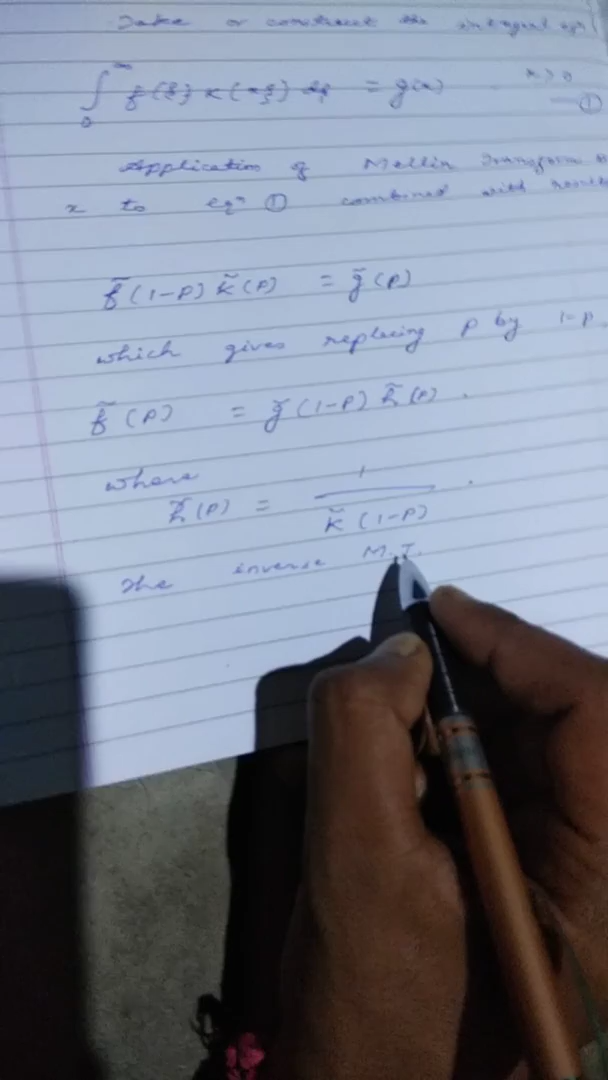 Take or construct the integral eqn
∫₀^∞ f(ξ) k(xξ) dξ = g(x) x>0 — ①
Application of Mellin Transform
x to eqn ① combined with
f̃(1-p) k̃(p) = g̃(p)
which gives replacing p by 1-p
f̃(p) = g̃(1-p) h̃(p).
where
h̃(p) = 1 / k̃(1-p).
The inverse M.T.